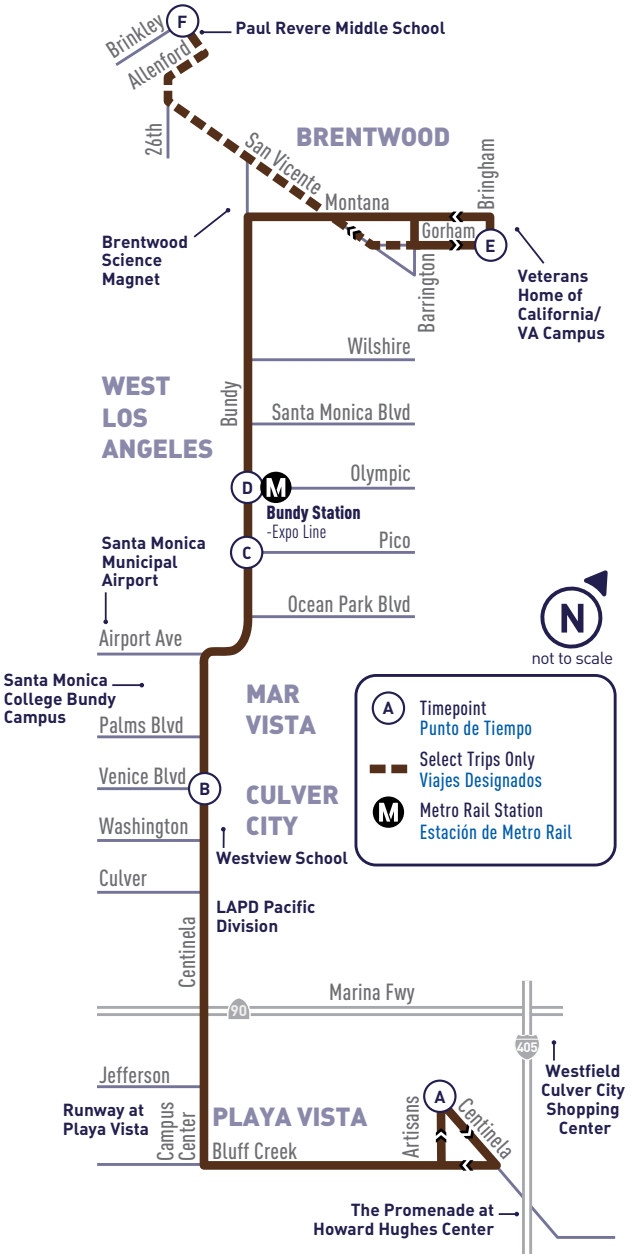 F
Paul Revere Middle School
Brinkley
Allenford
26th
San Vicente
BRENTWOOD
Montana
Bringham
Gorham
E
Barrington
Brentwood
Science
Magnet
Veterans
Home of
California/
VA Campus
Wilshire
WEST
LOS
ANGELES
Bundy
Santa Monica Blvd
Olympic
D
M
Bundy Station
-Expo Line
Pico
C
Santa Monica
Municipal
Airport
Ocean Park Blvd
Airport Ave
N
not to scale
Santa Monica
College Bundy
Campus
MAR
VISTA
Palms Blvd
A
Timepoint
Punto de Tiempo
Select Trips Only
Viajes Designados
M
Metro Rail Station
Estación de Metro Rail
Venice Blvd
B
CULVER
CITY
Washington
Westview School
Culver
LAPD Pacific
Division
Centinela
Marina Fwy
90
405
Westfield
Culver City
Shopping
Center
Jefferson
Runway at
Playa Vista
Campus
Center
PLAYA VISTA
Bluff Creek
Artisans
A
Centinela
The Promenade at
Howard Hughes Center